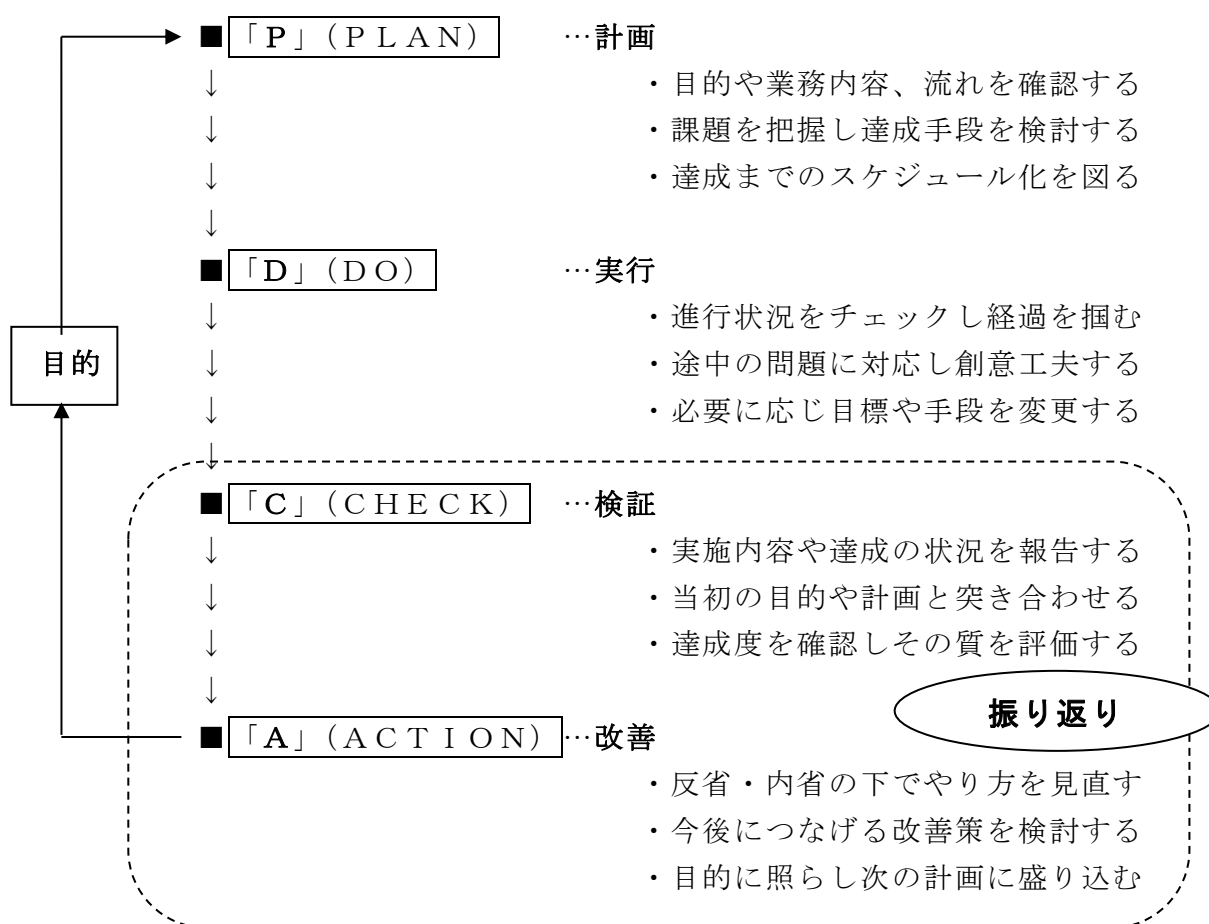 ■「Ｐ」(ＰＬＡＮ) …計画
↓ ・目的や業務内容、流れを確認する
↓ ・課題を把握し達成手段を検討する
↓ ・達成までのスケジュール化を図る
↓
■「Ｄ」(ＤＯ) …実行
↓ ・進行状況をチェックし経過を掴む
目的
↓ ・途中の問題に対応し創意工夫する
↓ ・必要に応じ目標や手段を変更する
↓
■「Ｃ」(ＣＨＥＣＫ) …検証
↓ ・実施内容や達成の状況を報告する
↓ ・当初の目的や計画と突き合わせる
↓ ・達成度を確認しその質を評価する
↓
振り返り
■「Ａ」(ＡＣＴＩＯＮ) …改善
・反省・内省の下でやり方を見直す
・今後につなげる改善策を検討する
・目的に照らし次の計画に盛り込む